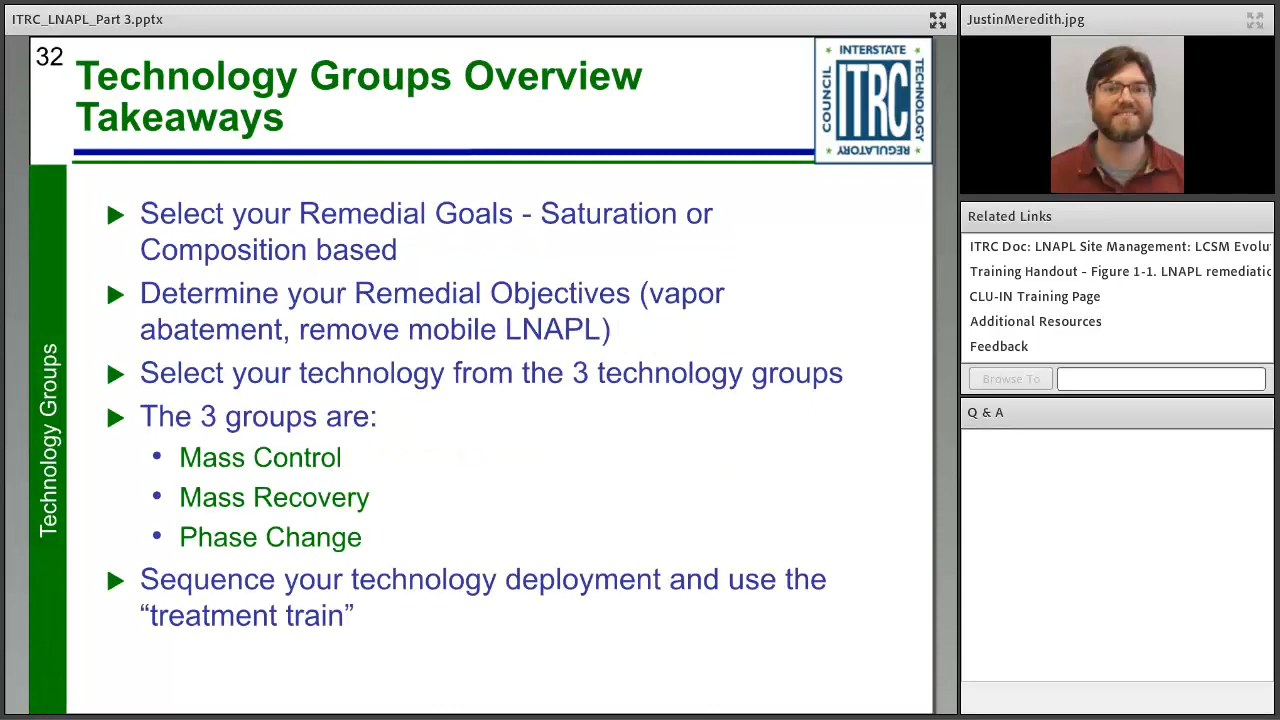 ITRC_LNAPL_Part 3.pptx
32
Technology Groups Overview
Takeaways
INTERSTATE
COUNCIL
ITRC
TECHNOLOGY
REGULATORY
Technology Groups
Select your Remedial Goals - Saturation or
Composition based
Determine your Remedial Objectives (vapor
abatement, remove mobile LNAPL)
Select your technology from the 3 technology groups
The 3 groups are:
• Mass Control
• Mass Recovery
• Phase Change
Sequence your technology deployment and use the
“treatment train”
JustinMeredith.jpg
Related Links
ITRC Doc: LNAPL Site Management: LCSM Evolu
Training Handout - Figure 1-1. LNAPL remediatio
CLU-IN Training Page
Additional Resources
Feedback
Browse To
Q & A